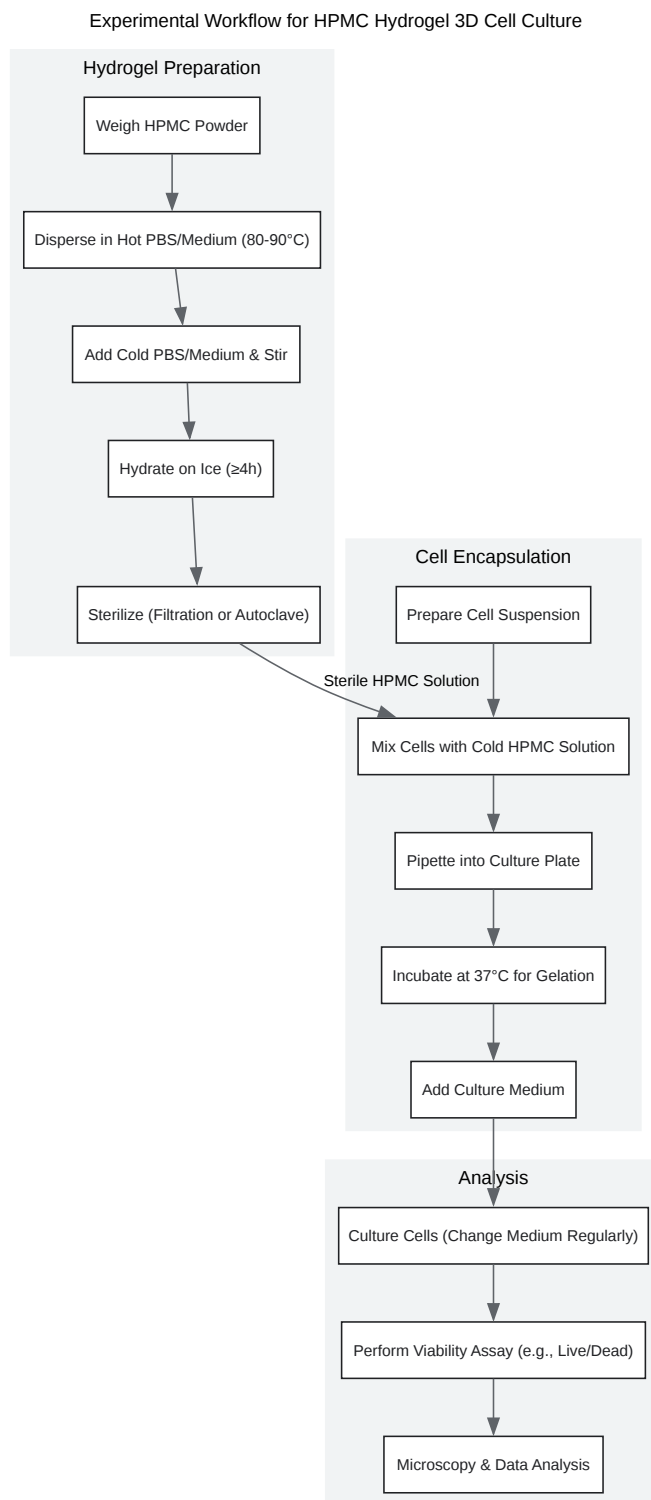 Experimental Workflow for HPMC Hydrogel 3D Cell Culture
Hydrogel Preparation
Weigh HPMC Powder
Disperse in Hot PBS/Medium (80-90°C)
Add Cold PBS/Medium & Stir
Hydrate on Ice (≥4h)
Sterilize (Filtration or Autoclave)
Sterile HPMC Solution
Cell Encapsulation
Prepare Cell Suspension
Mix Cells with Cold HPMC Solution
Pipette into Culture Plate
Incubate at 37°C for Gelation
Add Culture Medium
Analysis
Culture Cells (Change Medium Regularly)
Perform Viability Assay (e.g., Live/Dead)
Microscopy & Data Analysis